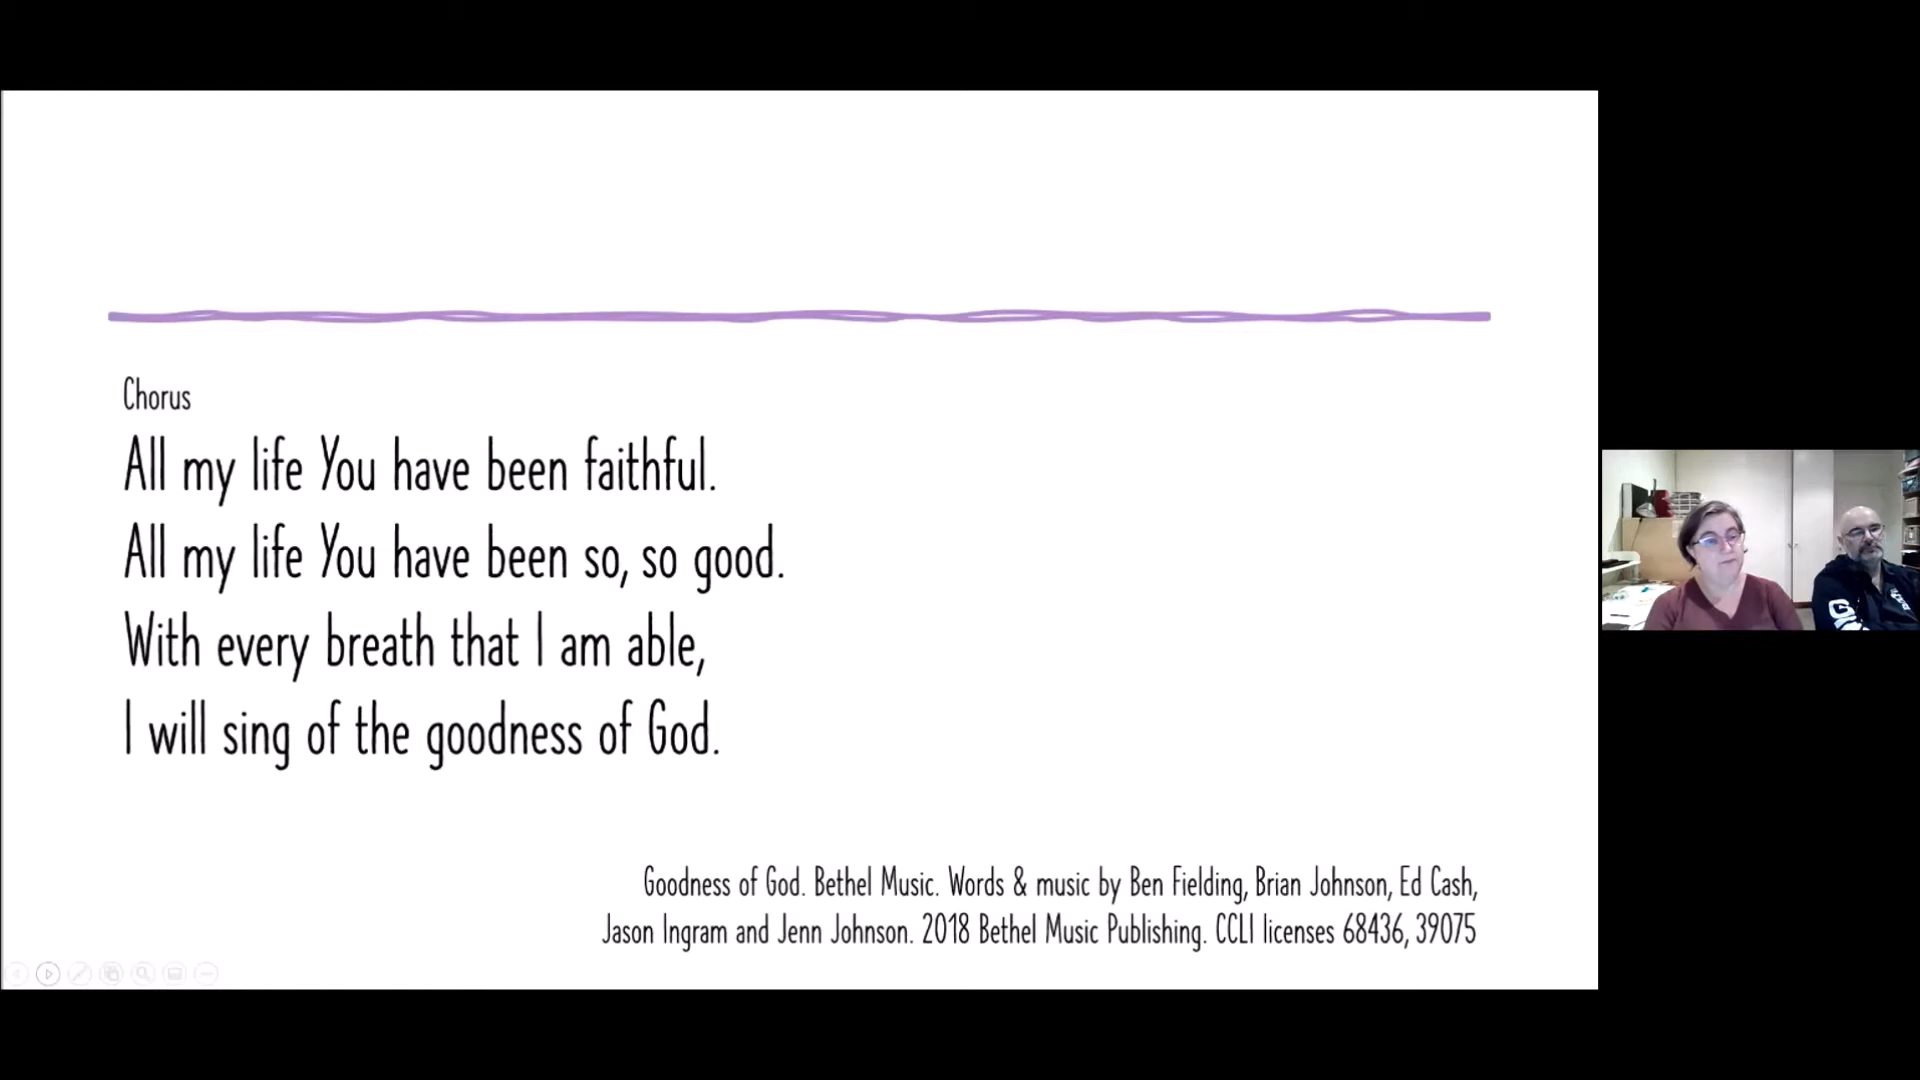 Chorus
All my life You have been faithful.
All my life You have been so, so good.
With every breath that I am able,
I will sing of the goodness of God.
Goodness of God. Bethel Music. Words & music by Ben Fielding, Brian Johnson, Ed Cash,
Jason Ingram and Jenn Johnson. 2018 Bethel Music Publishing. CCLI licenses 68436, 39075